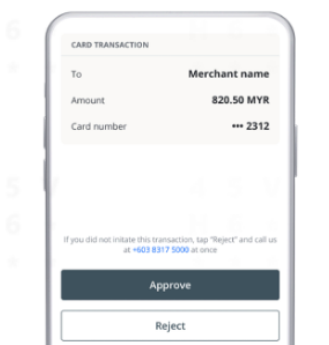 CARD TRANSACTION
To Merchant name
Amount 820.50 MYR
Card number ••• 2312
If you did not initiate this transaction, tap "Reject" and call us
at +603 8317 5000 at once
Approve
Reject